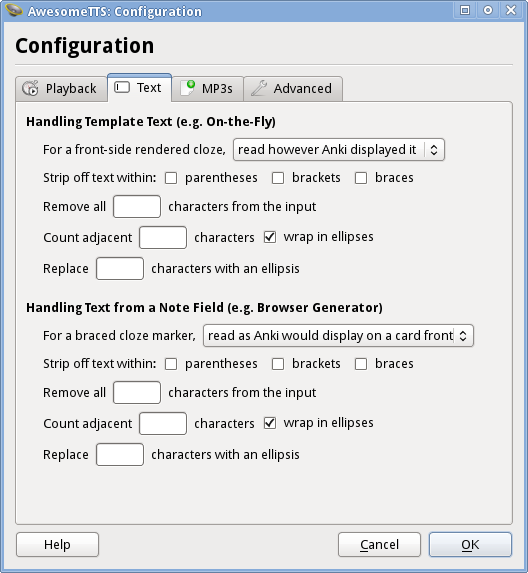 AwesomeTTS: Configuration
Configuration
Playback Text MP3s Advanced
Handling Template Text (e.g. On-the-Fly)
For a front-side rendered cloze, read however Anki displayed it
Strip off text within: parentheses brackets braces
Remove all characters from the input
Count adjacent characters wrap in ellipses
Replace characters with an ellipsis
Handling Text from a Note Field (e.g. Browser Generator)
For a braced cloze marker, read as Anki would display on a card front
Strip off text within: parentheses brackets braces
Remove all characters from the input
Count adjacent characters wrap in ellipses
Replace characters with an ellipsis
Help Cancel OK